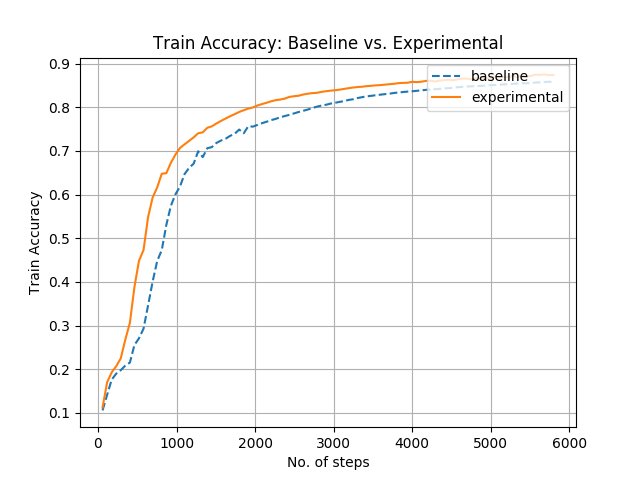 Train Accuracy: Baseline vs. Experimental
0.9
0.8
0.7
0.6
0.5
0.4
0.3
0.2
0.1
Train Accuracy
baseline
experimental
0 1000 2000 3000 4000 5000 6000
No. of steps